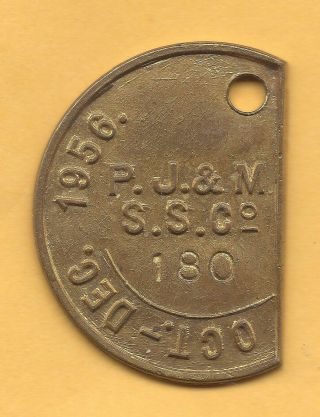 P. J. & M
S. S. Cº
180
OCT.- DEC. 1956.